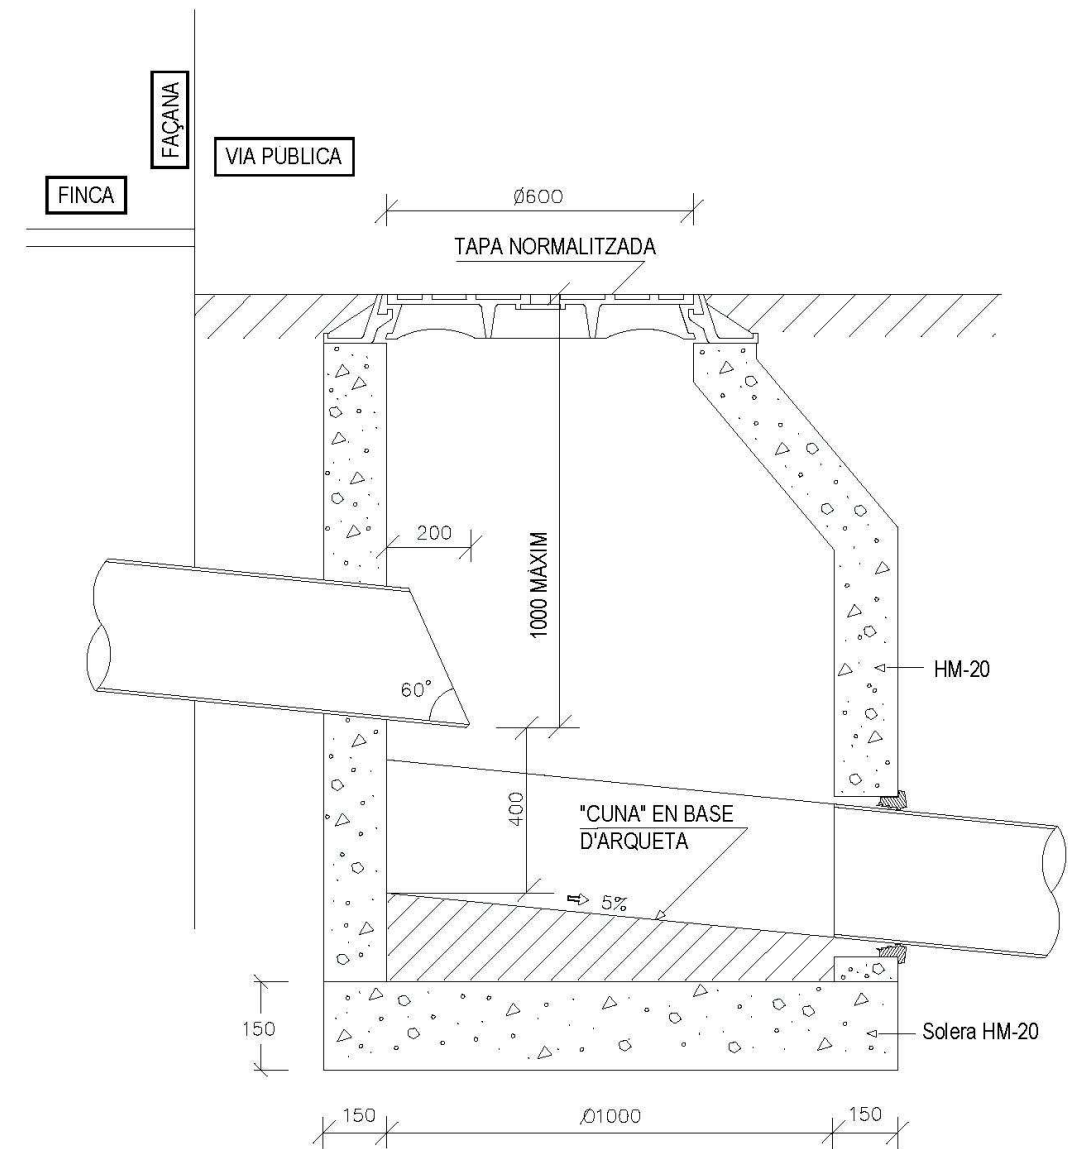 FAÇANA
VIA PÚBLICA
FINCA
Ø600
TAPA NORMALITZADA
200
1000 MÀXIM
60°
HM-20
400
"CUNA" EN BASE
D'ARQUETA
5%
150
Solera HM-20
150
Ø1000
150